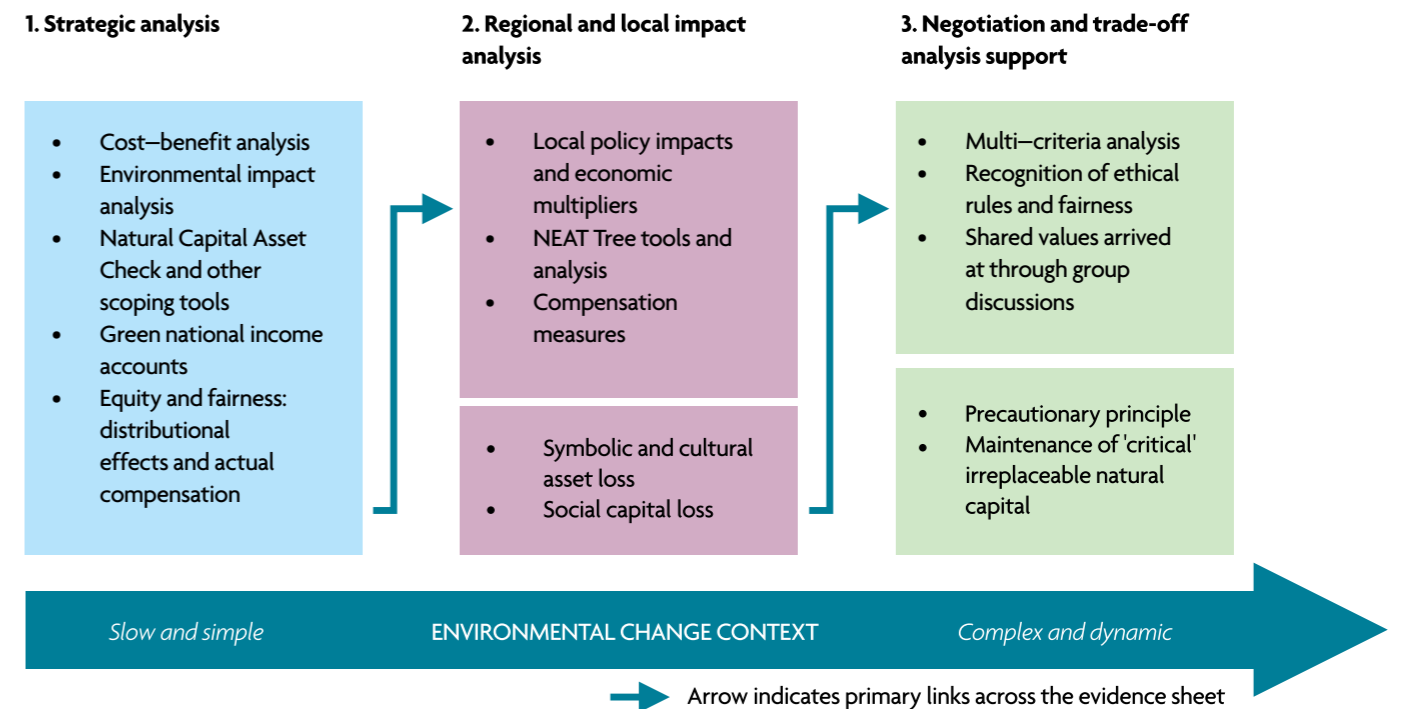 1. Strategic analysis
• Cost–benefit analysis
• Environmental impact
analysis
• Natural Capital Asset
Check and other
scoping tools
• Green national income
accounts
• Equity and fairness:
distributional
effects and actual
compensation
2. Regional and local impact
analysis
• Local policy impacts
and economic
multipliers
• NEAT Tree tools and
analysis
• Compensation
measures
• Symbolic and cultural
asset loss
• Social capital loss
3. Negotiation and trade-off
analysis support
• Multi–criteria analysis
• Recognition of ethical
rules and fairness
• Shared values arrived
at through group
discussions
• Precautionary principle
• Maintenance of 'critical'
irreplaceable natural
capital
Slow and simple
ENVIRONMENTAL CHANGE CONTEXT
Complex and dynamic
Arrow indicates primary links across the evidence sheet